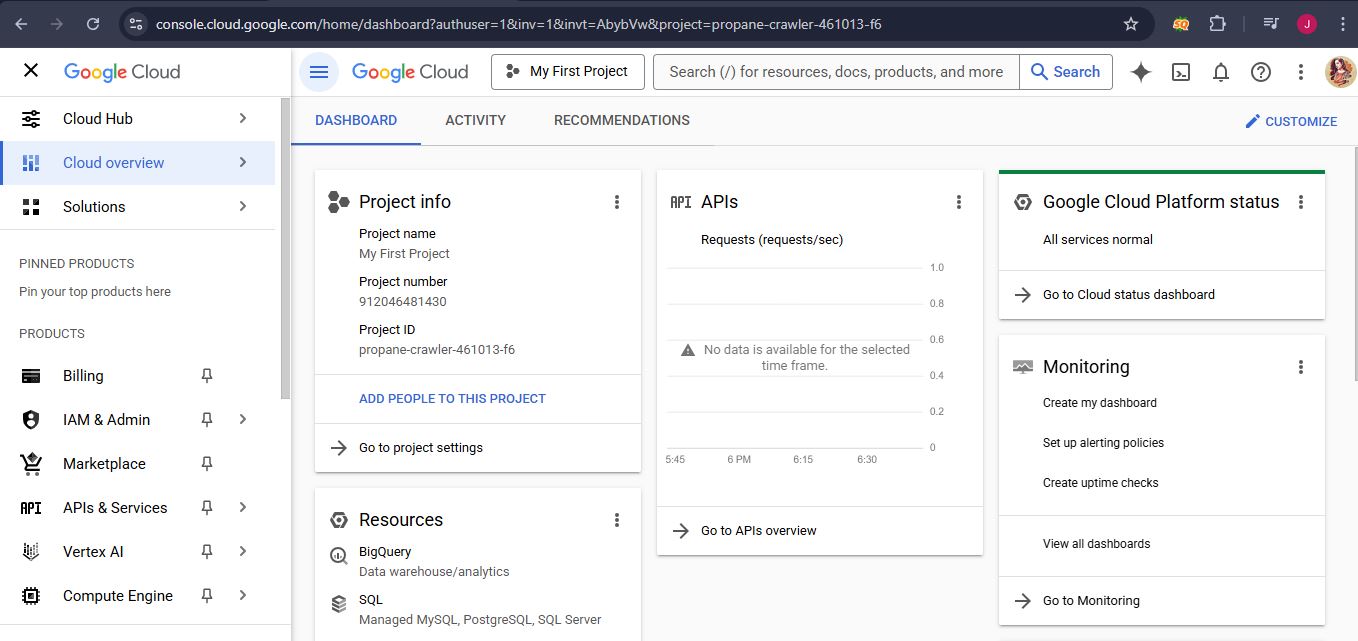 console.cloud.google.com/home/dashboard?authuser=1&inv=1&invt=AbybVw&project=propane-crawler-461013-f6
SQ
J
Google Cloud
Cloud Hub
Cloud overview
Solutions
PINNED PRODUCTS
Pin your top products here
PRODUCTS
Billing
IAM & Admin
Marketplace
API APIs & Services
Vertex AI
Compute Engine
Google Cloud
My First Project
Search (/) for resources, docs, products, and more
Search
DASHBOARD
ACTIVITY
RECOMMENDATIONS
CUSTOMIZE
Project info
Project name
My First Project
Project number
912046481430
Project ID
propane-crawler-461013-f6
ADD PEOPLE TO THIS PROJECT
Go to project settings
Resources
BigQuery
Data warehouse/analytics
SQL
Managed MySQL, PostgreSQL, SQL Server
API APIs
Requests (requests/sec)
1.0
0.8
0.6
No data is available for the selected
time frame.
0.4
0.2
0
5:45
6 PM
6:15
6:30
Go to APIs overview
Google Cloud Platform status
All services normal
Go to Cloud status dashboard
Monitoring
Create my dashboard
Set up alerting policies
Create uptime checks
View all dashboards
Go to Monitoring